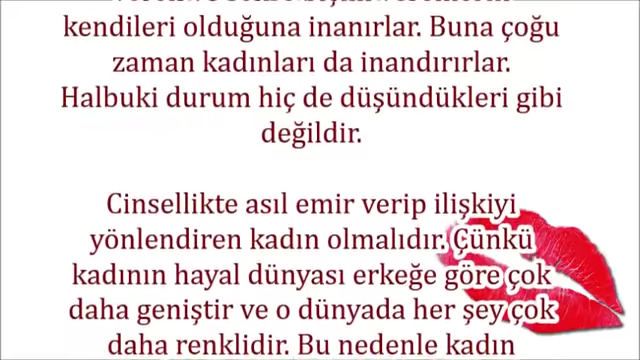 kendileri olduğuna inanırlar. Buna çoğu
zaman kadınları da inandırırlar.
Halbuki durum hiç de düşündükleri gibi
değildir.
Cinsellikte asıl emir verip ilişkiyi
yönlendiren kadın olmalıdır. Çünkü
kadının hayal dünyası erkeğe göre çok
daha geniştir ve o dünyada her şey çok
daha renklidir. Bu nedenle kadın